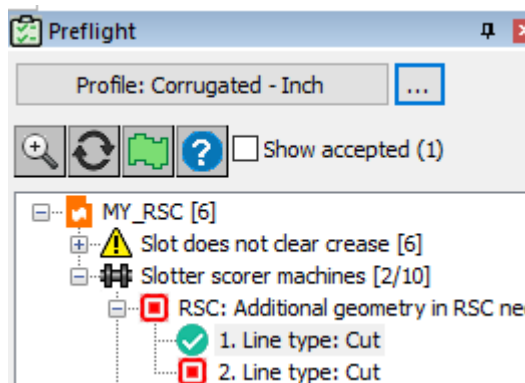 Preflight
Profile: Corrugated - Inch
...
Show accepted (1)
MY_RSC [6]
Slot does not clear crease [6]
Slotter scorer machines [2/10]
RSC: Additional geometry in RSC
1. Line type: Cut
2. Line type: Cut